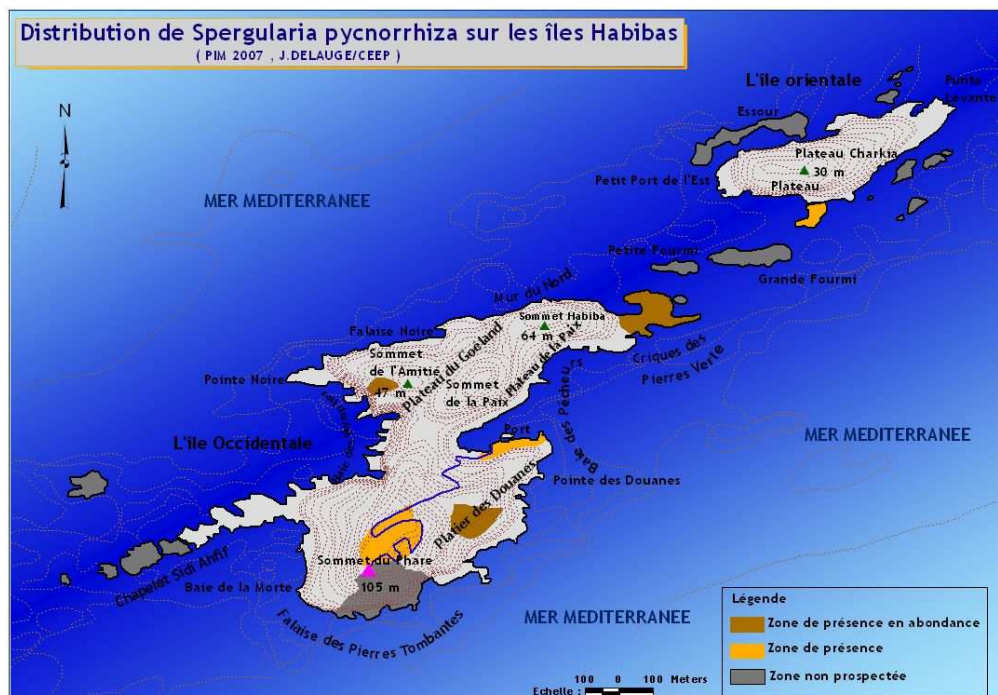 Distribution de Spergularia pycnorrhiza sur les îles Habibas
( PIM 2007 , J.DELAUGE/CEEP )
N
L'île orientale
Punta
Levante
Essour
Plateau Charkia
30 m
Plateau
Petit Port de l'Est
MER MEDITERRANEE
Petite Fourmi
Grande Fourmi
Mur du Nord
Sommet Habiba
64 m
Falaise Noire
Sommet
de l'Amitié
47 m
Plateau du Goéland
Plateau de la Paix
Sommet
de la Paix
Pointe Noire
Criques des
Pierres Verte
Baie des Pêcheurs
L'île Occidentale
Port
MER MEDITERRANEE
Pointe des Douanes
Platier des Douanes
Chapelet Sidi Anfif
Sommet du Phare
105 m
Baie de la Morte
Falaise des Pierres Tombantes
MER MEDITERRANEE
Légende
Zone de présence en abondance
Zone de présence
Zone non prospectée
100 0 100 Meters
Echelle :